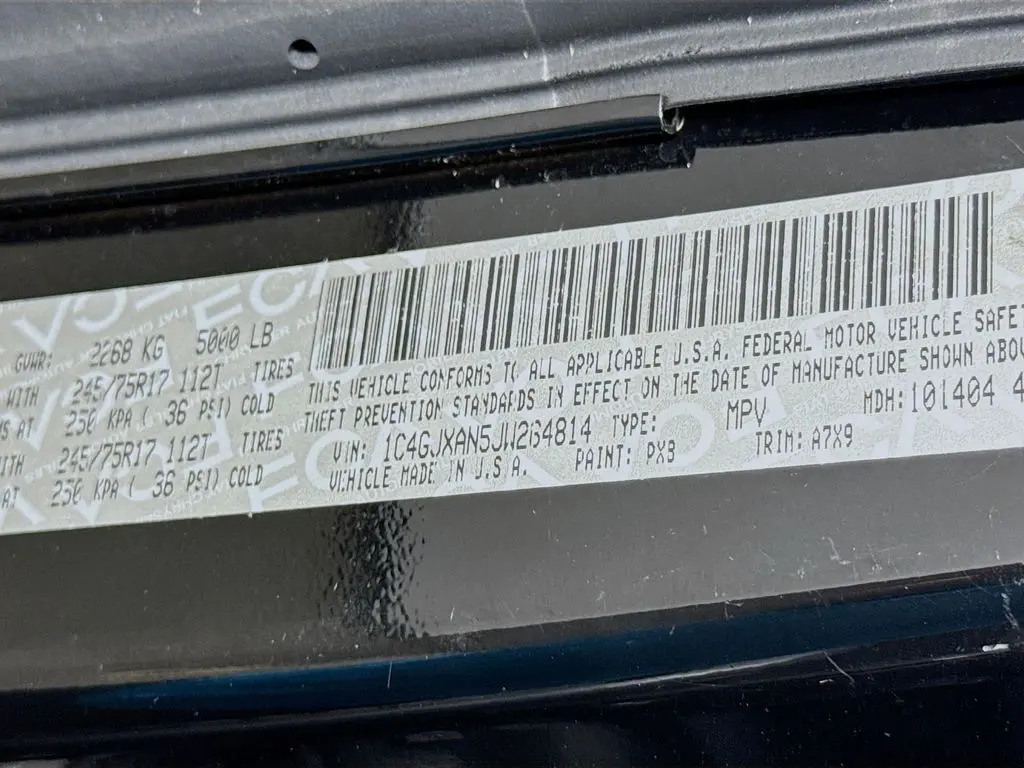 GVWR: 2268 KG 5000 LB
WITH 245/75R17 112T TIRES
AT 250 KPA ( 36 PSI) COLD
WITH 245/75R17 112T TIRES
AT 250 KPA ( 36 PSI) COLD
THIS VEHICLE CONFORMS TO ALL APPLICABLE U.S.A. FEDERAL MOTOR VEHICLE SAFE
THEFT PREVENTION STANDARDS IN EFFECT ON THE DATE OF MANUFACTURE SHOWN ABO
VIN: 1C4GJXAN5JW264814 TYPE: MPV MDH: 101404 4
VEHICLE MADE IN U.S.A. PAINT: PX8 TRIM: A7X9